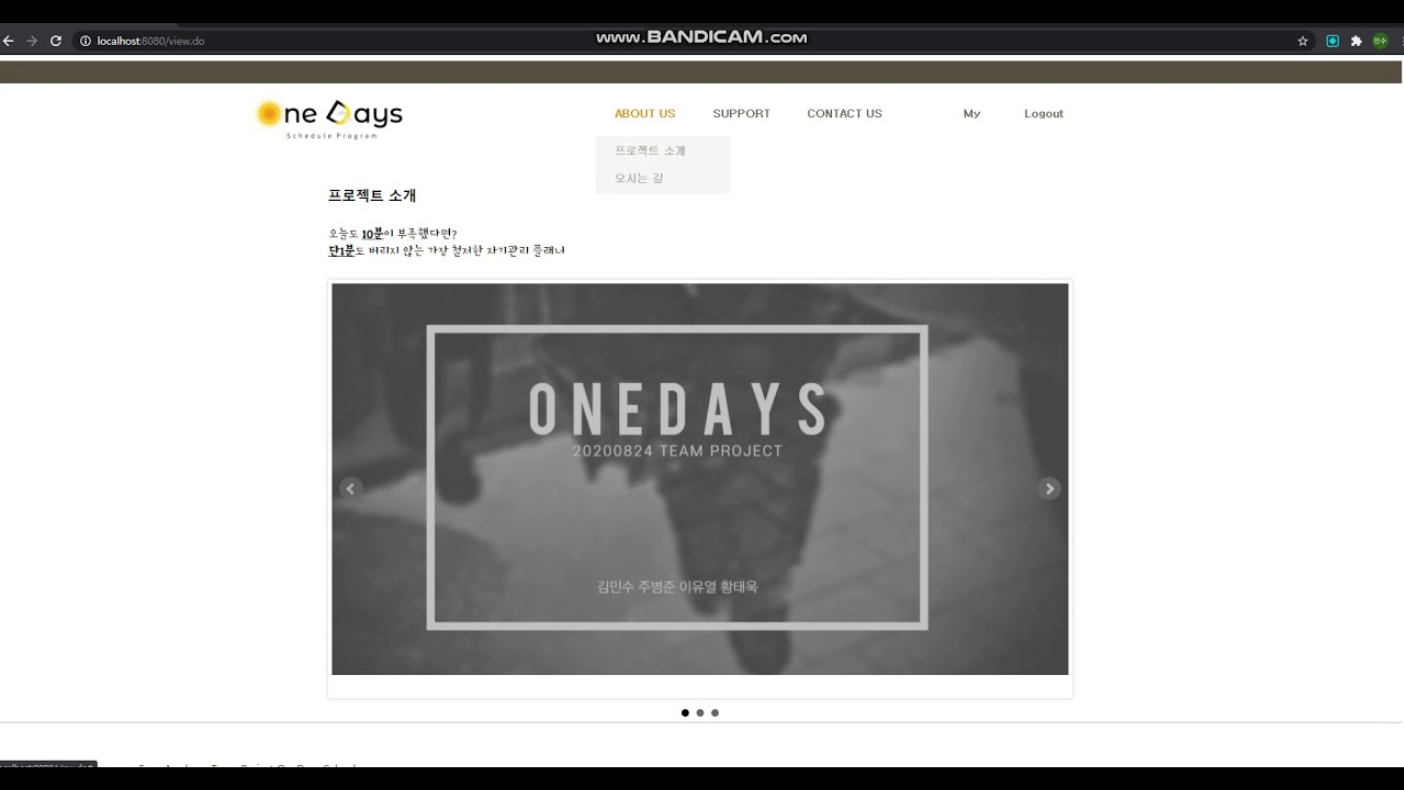 www.BANDICAM.com
localhost:8080/view.do
민수
One Days
Schedule Program
ABOUT US
SUPPORT
CONTACT US
My
Logout
프로젝트 소개
오시는 길
프로젝트 소개
오늘도 10분이 부족했다면?
단1분도 버리지 않는 가장 철저한 자기관리 플래너
ONEDAYS
20200824 TEAM PROJECT
김민수 주병준 이유열 황태욱